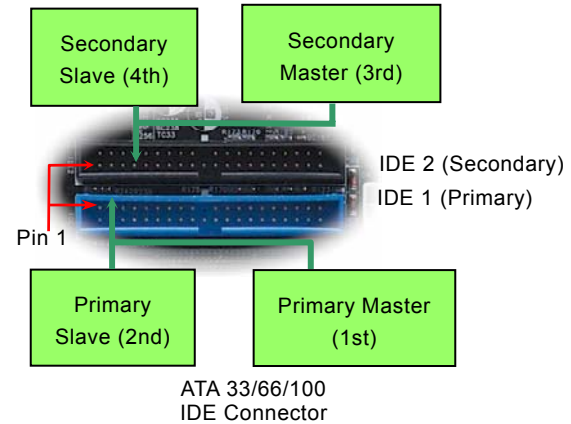 Secondary
Slave (4th)
Secondary
Master (3rd)
IDE 2 (Secondary)
IDE 1 (Primary)
Pin 1
Primary
Slave (2nd)
Primary Master
(1st)
ATA 33/66/100
IDE Connector